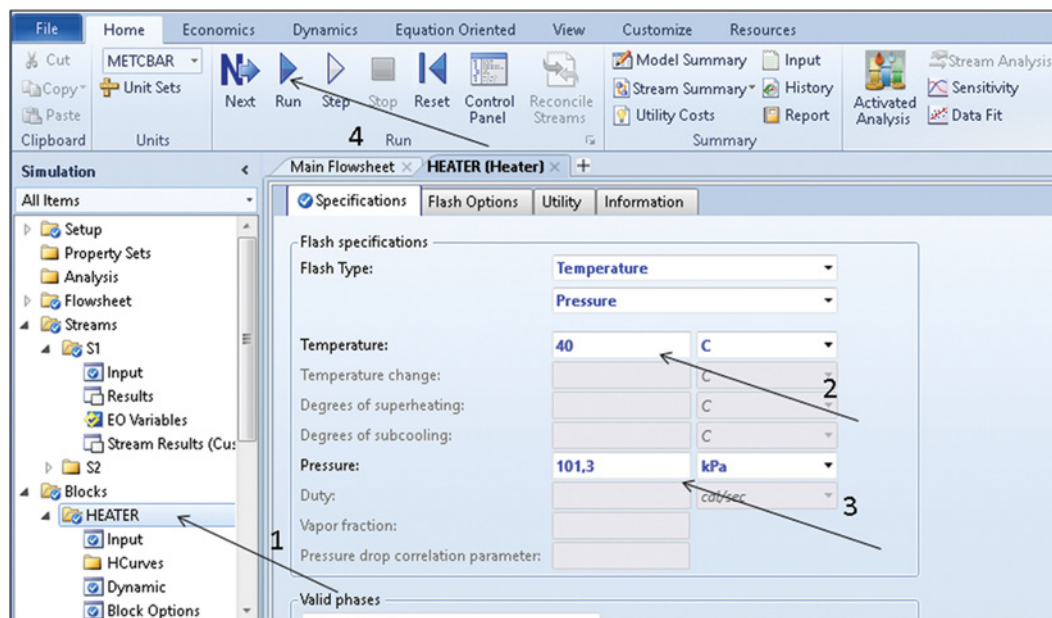 File Home Economics Dynamics Equation Oriented View Customize Resources
Cut METCBAR Model Summary Input Stream Analysis
Copy Unit Sets Stream Summary History Sensitivity
Paste Next Run Step Stop Reset Control Panel Reconcile Streams Utility Costs Report Activated Analysis Data Fit
4
Clipboard Units Run Summary
Simulation <
Main Flowsheet HEATER (Heater) +
All Items
Specifications Flash Options Utility Information
Setup
Property Sets
Analysis
Flowsheet
Streams
S1
Input
Results
EO Variables
Stream Results (Cus
S2
Blocks
HEATER
1
Input
HCurves
Dynamic
Block Options
Flash specifications
Flash Type: Temperature
Pressure
Temperature: 40 C
2
Temperature change: C
Degrees of superheating: C
Degrees of subcooling: C
Pressure: 101,3 kPa
3
Duty: cal/sec
Vapor fraction:
Pressure drop correlation parameter:
Valid phases